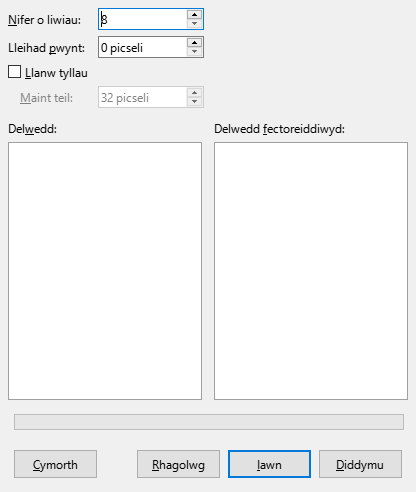 Nifer o liwiau: 8
Lleihad pwynt: 0 picseli
Llanw tyllau
Maint teil: 32 picseli
Delwedd: Delwedd fectoreiddiwyd:
Cymorth Rhagolwg Iawn Diddymu